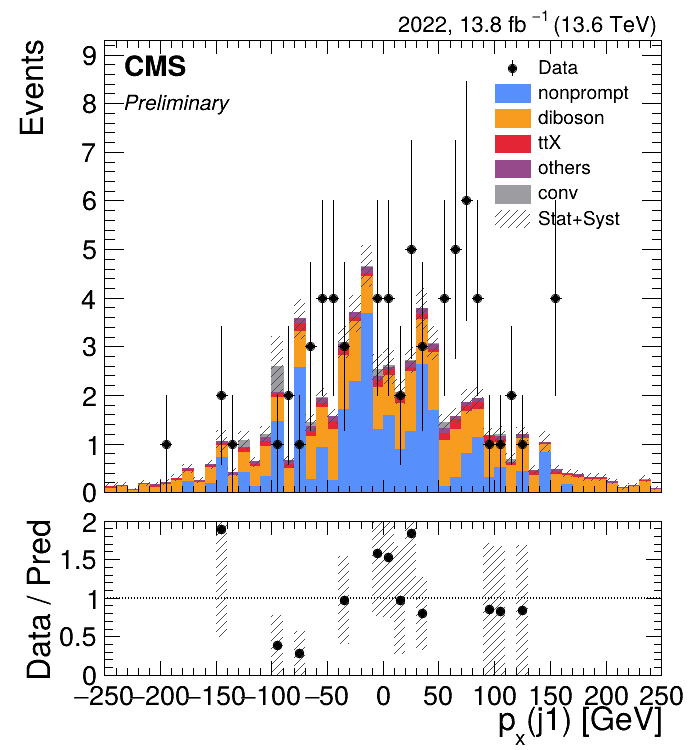 2022, 13.8 fb⁻¹ (13.6 TeV)
CMS
Preliminary
Events
9
8
7
6
5
4
3
2
1
0
Data
nonprompt
diboson
ttX
others
conv
Stat+Syst
Data / Pred
2
1.5
1
0.5
0
−250 −200 −150 −100 −50 0 50 100 150 200 250
pₓ(j1) [GeV]